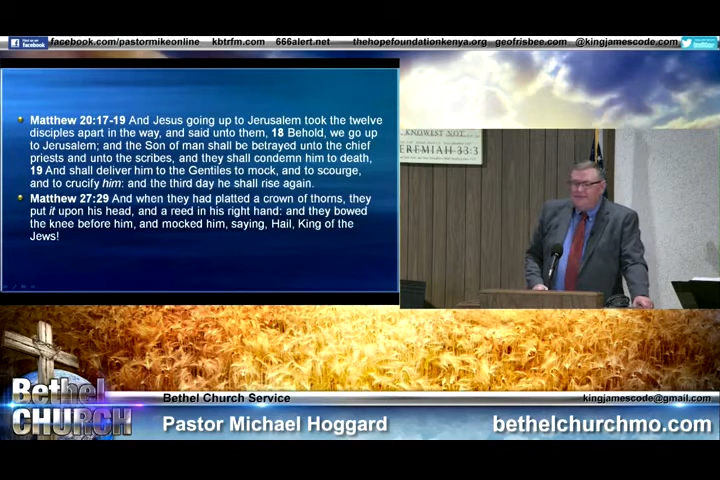 facebook.com/pastormikeonline kbtrfm.com 666alert.net thehopefoundationkenya.org geofrisbee.com @kingjamescode.com
Matthew 20:17-19 And Jesus going up to Jerusalem took the twelve
disciples apart in the way, and said unto them, 18 Behold, we go up
to Jerusalem; and the Son of man shall be betrayed unto the chief
priests and unto the scribes, and they shall condemn him to death,
19 And shall deliver him to the Gentiles to mock, and to scourge,
and to crucify him: and the third day he shall rise again.
Matthew 27:29 And when they had platted a crown of thorns, they
put it upon his head, and a reed in his right hand: and they bowed
the knee before him, and mocked him, saying, Hail, King of the
Jews!
KNOWEST NOT
JEREMIAH 33:3
Bethel
CHURCH
Bethel Church Service kingjamescode@gmail.com
Pastor Michael Hoggard bethelchurchmo.com